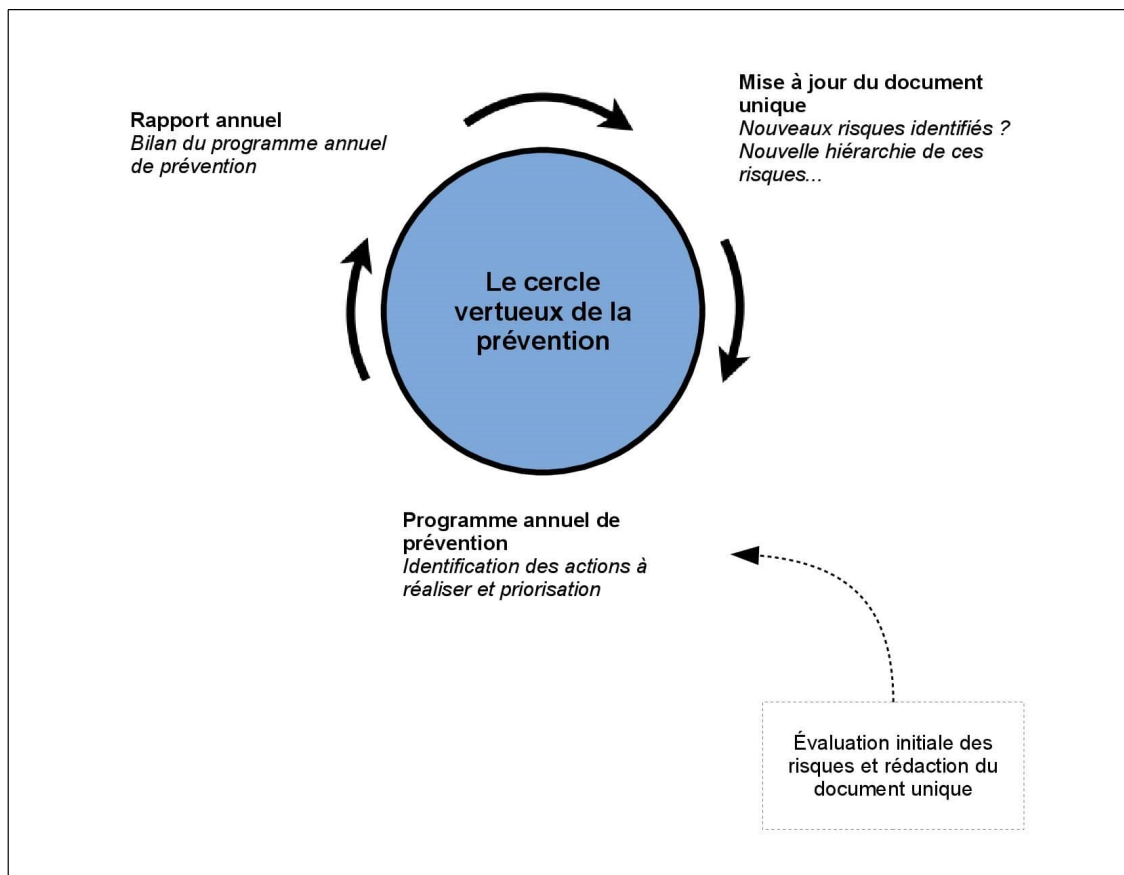 Rapport annuel
Bilan du programme annuel
de prévention
Mise à jour du document
unique
Nouveaux risques identifiés ?
Nouvelle hiérarchie de ces
risques...
Le cercle
vertueux de la
prévention
Programme annuel de
prévention
Identification des actions à
réaliser et priorisation
Évaluation initiale des
risques et rédaction du
document unique